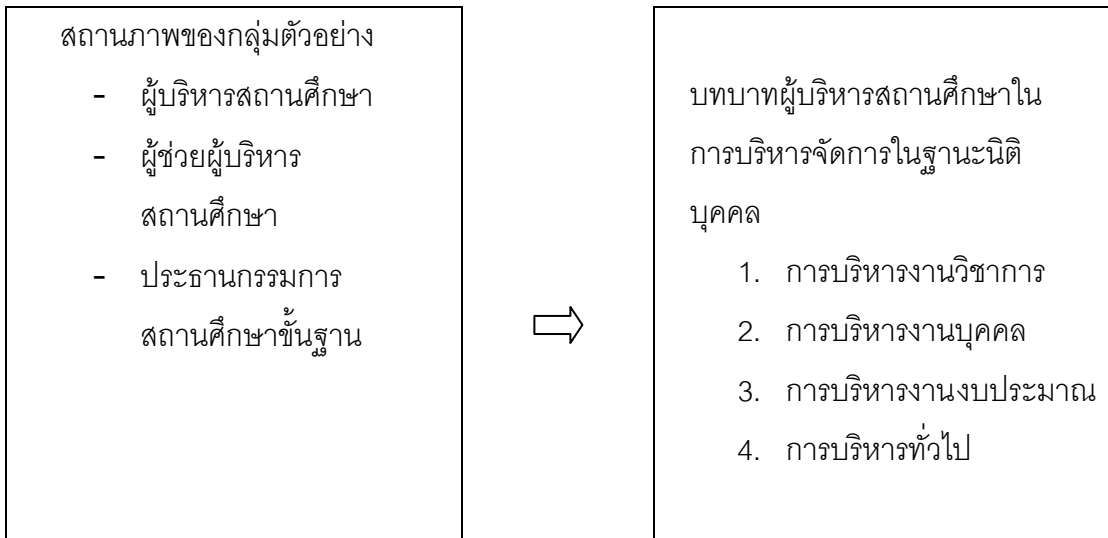 สถานภาพของกลุ่มตัวอย่าง
- ผู้บริหารสถานศึกษา
- ผู้ช่วยผู้บริหาร
สถานศึกษา
- ประธานกรรมการ
สถานศึกษาขั้นฐาน
บทบาทผู้บริหารสถานศึกษาใน
การบริหารจัดการในฐานะนิติ
บุคคล
1. การบริหารงานวิชาการ
2. การบริหารงานบุคคล
3. การบริหารงานงบประมาณ
4. การบริหารทั่วไป